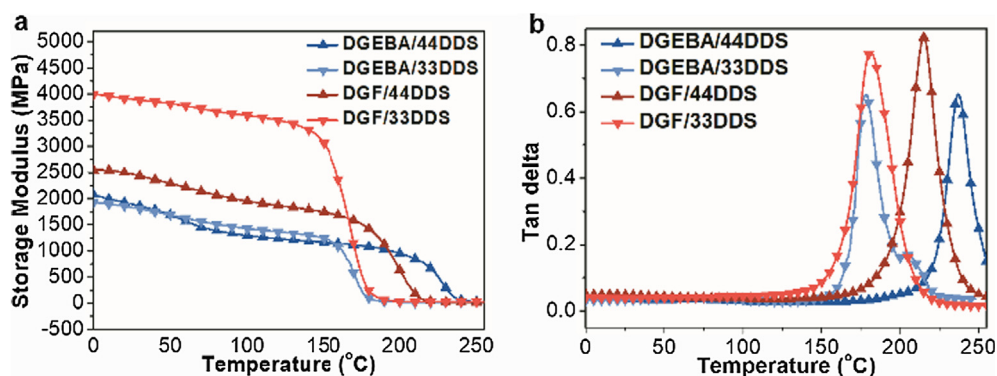 a
5000
4500
4000
3500
3000
2500
2000
1500
1000
500
0
-500
Storage Modulus (MPa)
DGEBA/44DDS
DGEBA/33DDS
DGF/44DDS
DGF/33DDS
0 50 100 150 200 250
Temperature (°C)
b
0.8
0.6
0.4
0.2
0.0
Tan delta
DGEBA/44DDS
DGEBA/33DDS
DGF/44DDS
DGF/33DDS
0 50 100 150 200 250
Temperature (°C)